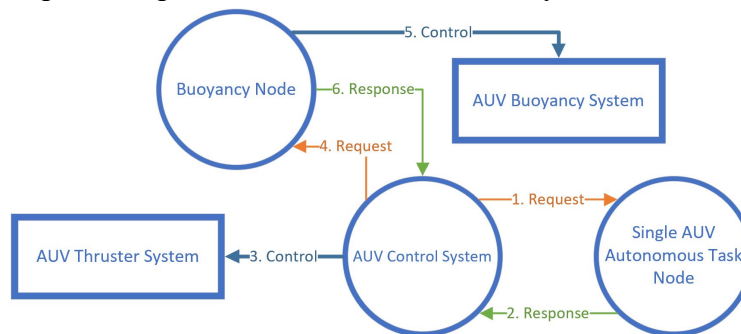 5. Control
Buoyancy Node
6. Response
AUV Buoyancy System
4. Request
1. Request
AUV Thruster System
3. Control
AUV Control System
Single AUV
Autonomous Task
Node
2. Response